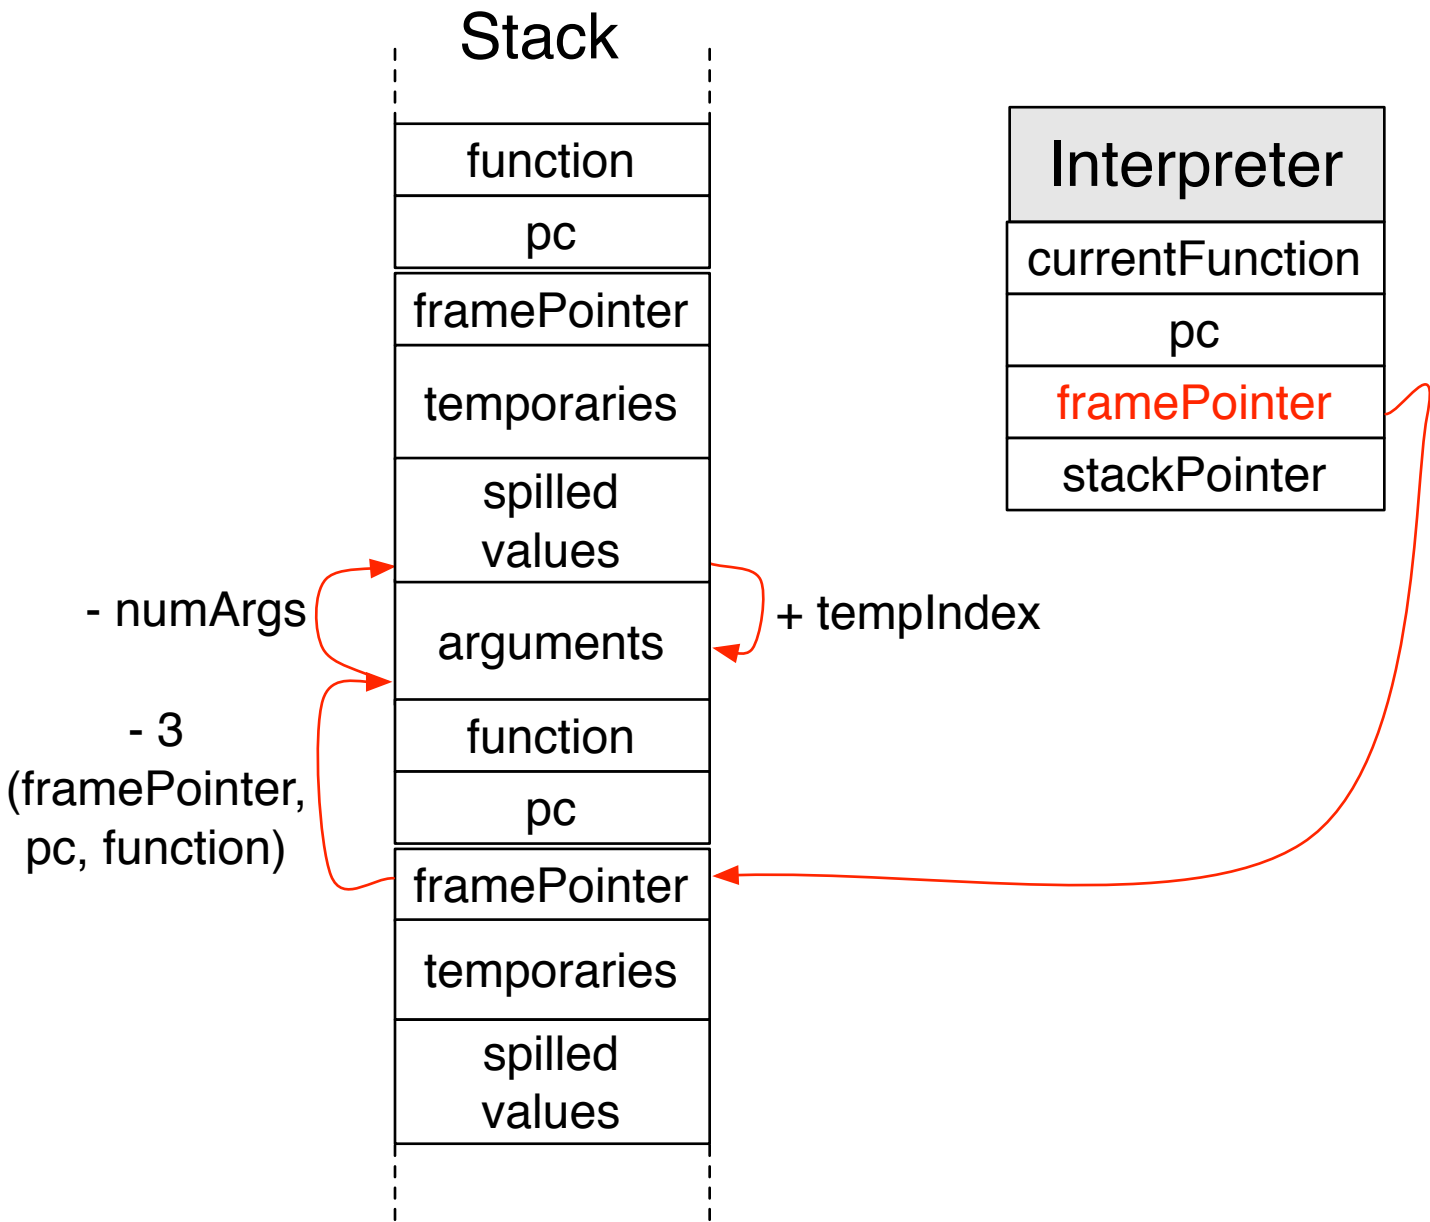 Stack
function
pc
framePointer
temporaries
spilled
values
arguments
function
pc
framePointer
temporaries
spilled
values
- numArgs
- 3
(framePointer,
pc, function)
+ tempIndex
Interpreter
currentFunction
pc
framePointer
stackPointer